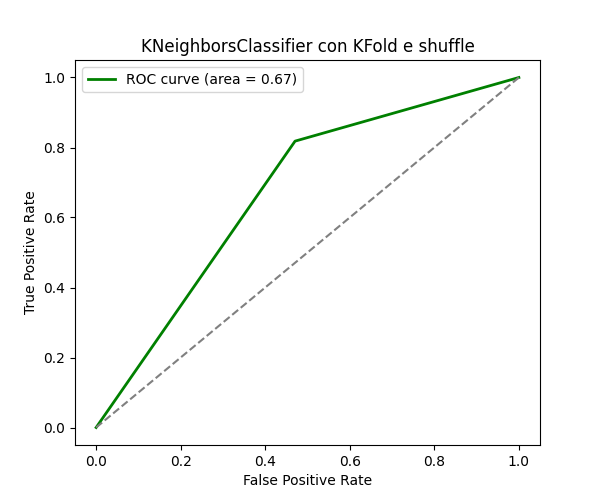 KNeighborsClassifier con KFold e shuffle
ROC curve (area = 0.67)
True Positive Rate
1.0
0.8
0.6
0.4
0.2
0.0
0.0 0.2 0.4 0.6 0.8 1.0
False Positive Rate